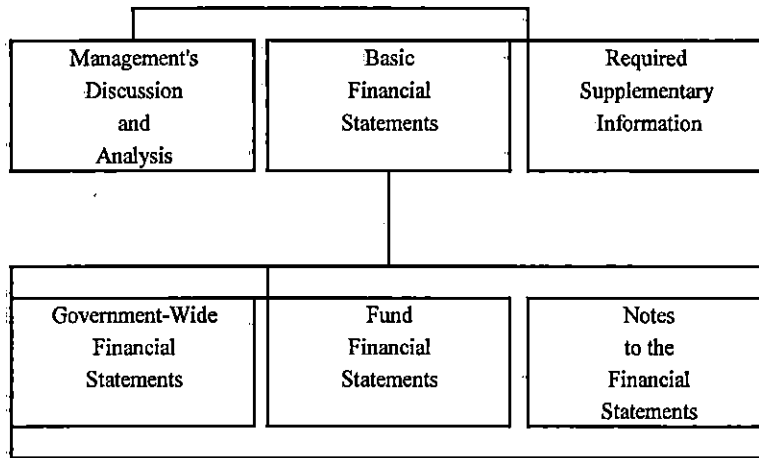 Management's
Discussion
and
Analysis
Basic
Financial
Statements
Required
Supplementary
Information
Government-Wide
Financial
Statements
Fund
Financial
Statements
Notes
to the
Financial
Statements